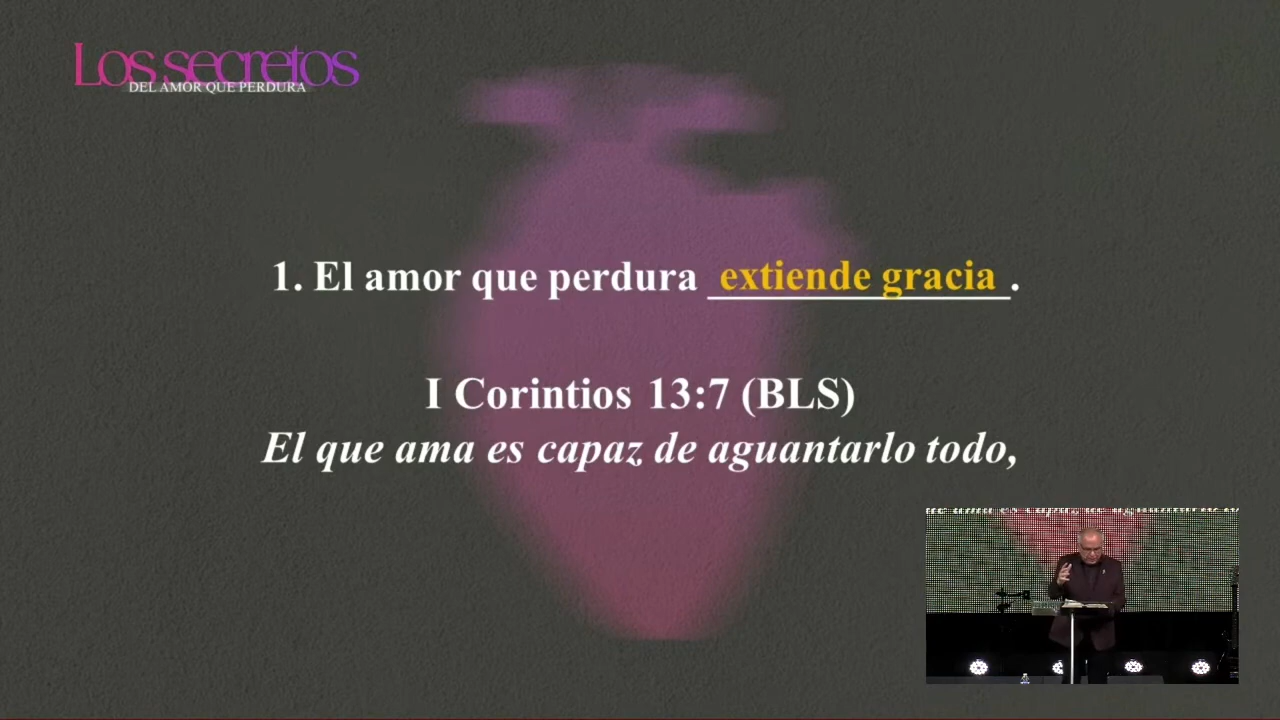 Los secretos
DEL AMOR QUE PERDURA
1. El amor que perdura extiende gracia.
I Corintios 13:7 (BLS)
El que ama es capaz de aguantarlo todo,